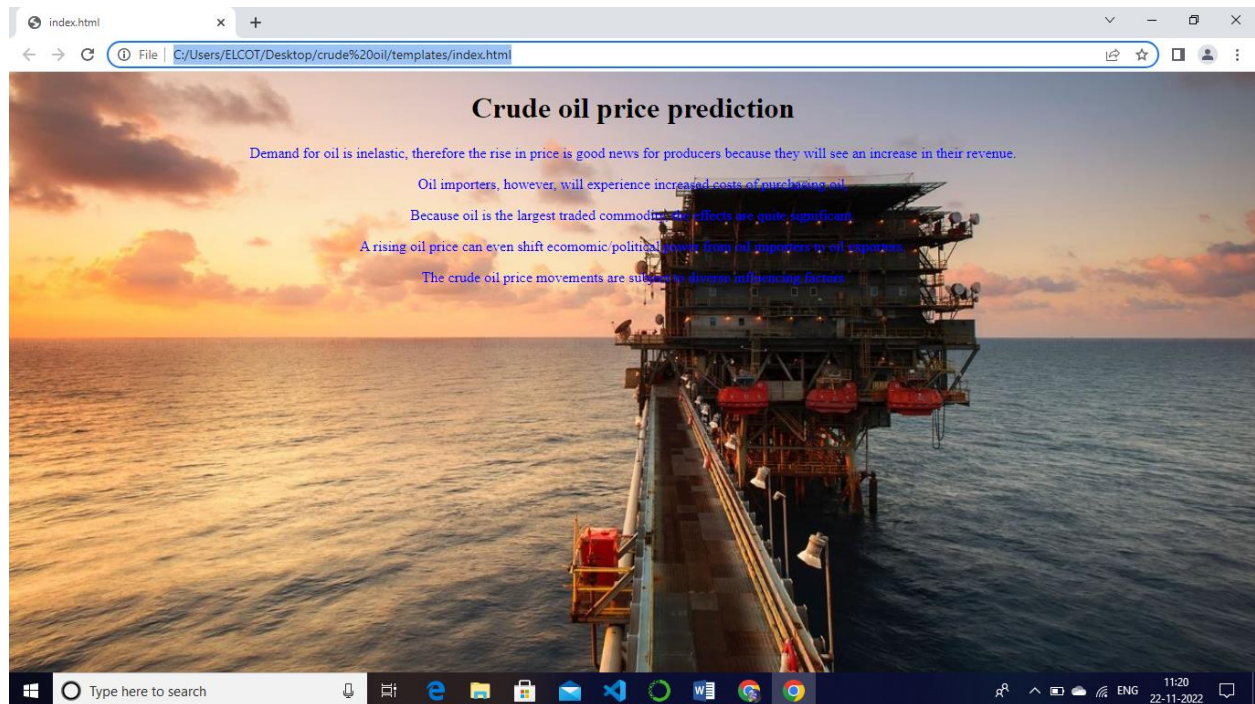 index.html
File
C:/Users/ELCOT/Desktop/crude%20oil/templates/index.html
Crude oil price prediction
Demand for oil is inelastic, therefore the rise in price is good news for producers because they will see an increase in their revenue.
Oil importers, however, will experience increased costs of purchasing oil.
Because oil is the largest traded commodity, the effects are quite significant.
A rising oil price can even shift ecomomic/political power from oil importers to oil exporters.
The crude oil price movements are subject to diverse influencing factors.
Type here to search
ENG
11:20
22-11-2022